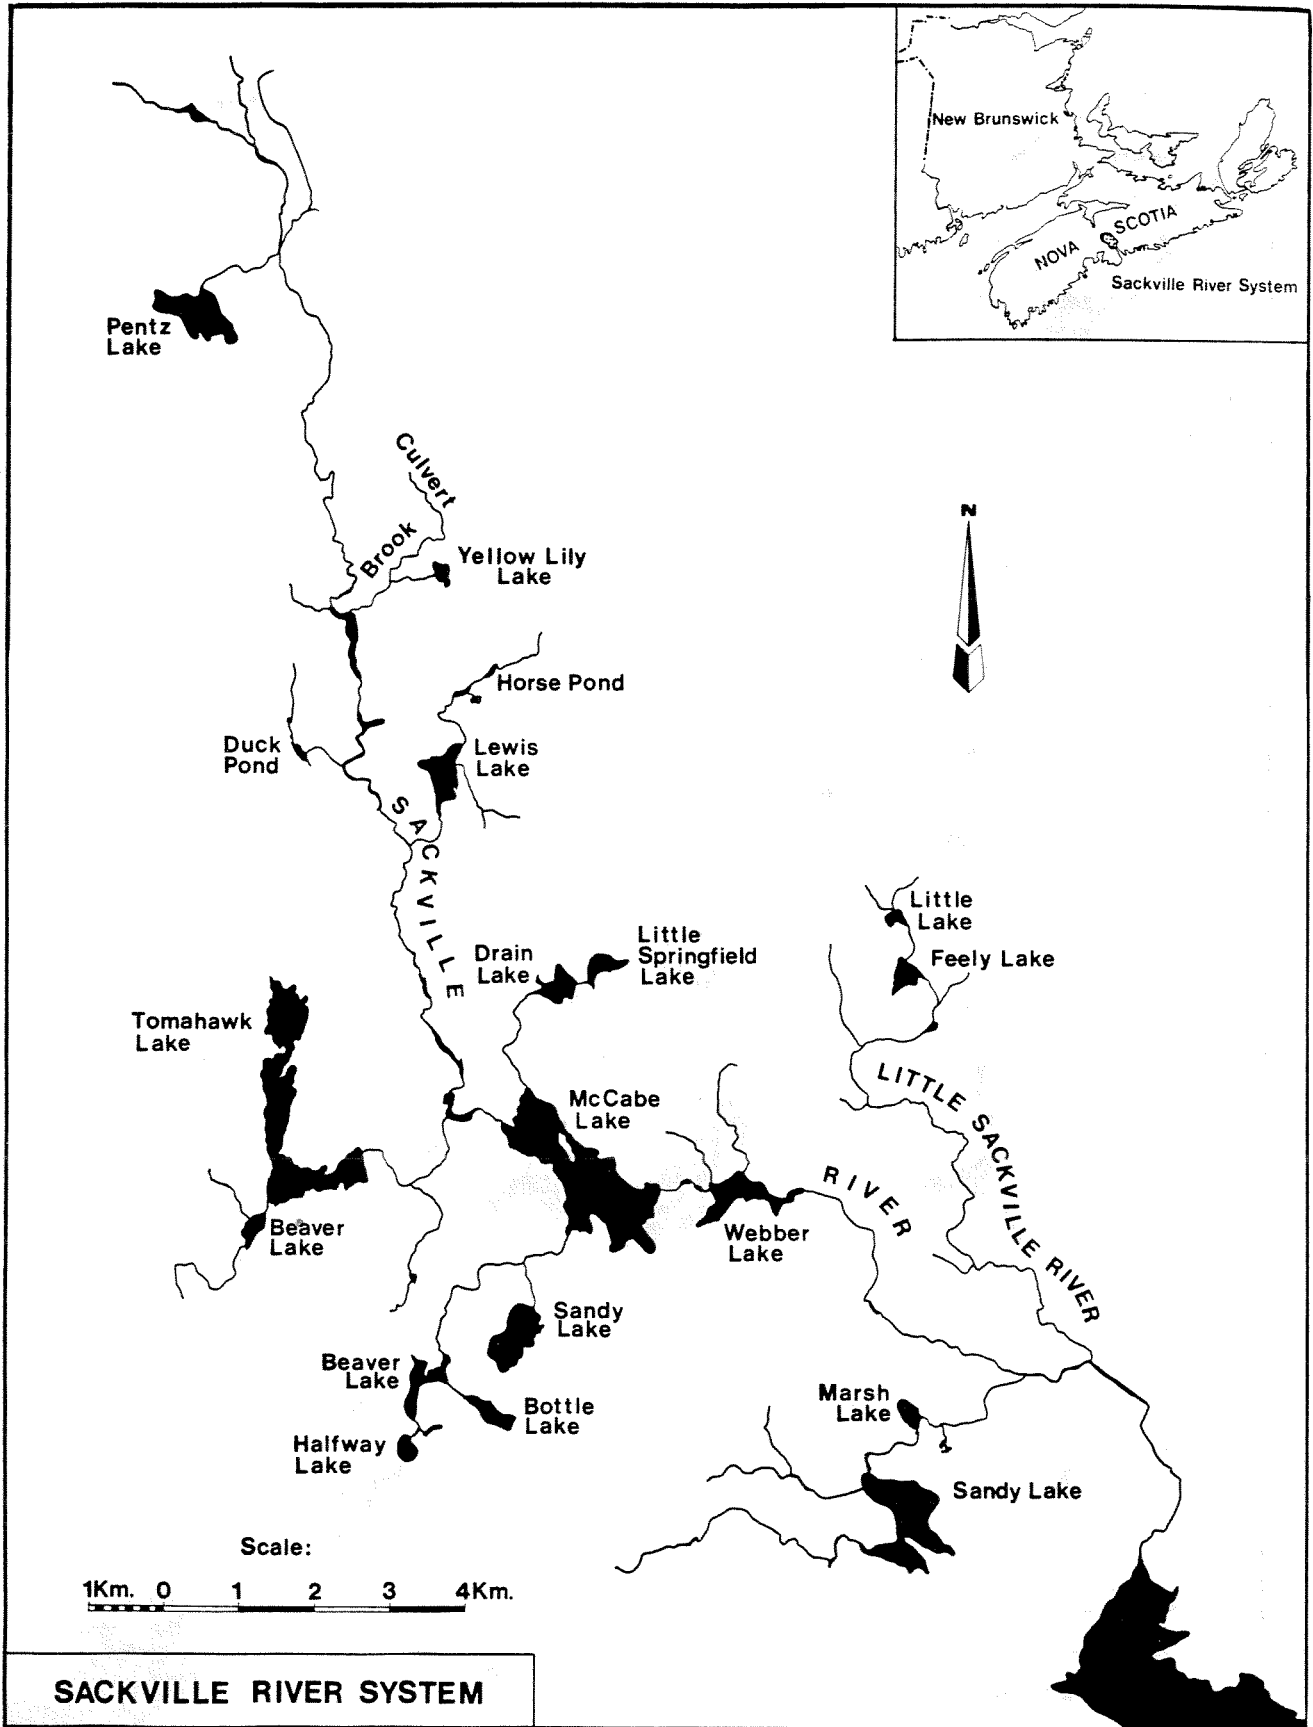 New Brunswick
NOVA
SCOTIA
Sackville River System
Pentz
Lake
Culvert
Brook
Yellow Lily
Lake
N
Horse Pond
Duck
Pond
Lewis
Lake
SACKVILLE
Little
Lake
Feely Lake
Drain
Lake
Little
Springfield
Lake
Tomahawk
Lake
McCabe
Lake
LITTLE SACKVILLE RIVER
RIVER
Beaver
Lake
Webber
Lake
Sandy
Lake
Beaver
Lake
Bottle
Lake
Marsh
Lake
Halfway
Lake
Sandy Lake
Scale:
1Km. 0 1 2 3 4Km.
SACKVILLE RIVER SYSTEM